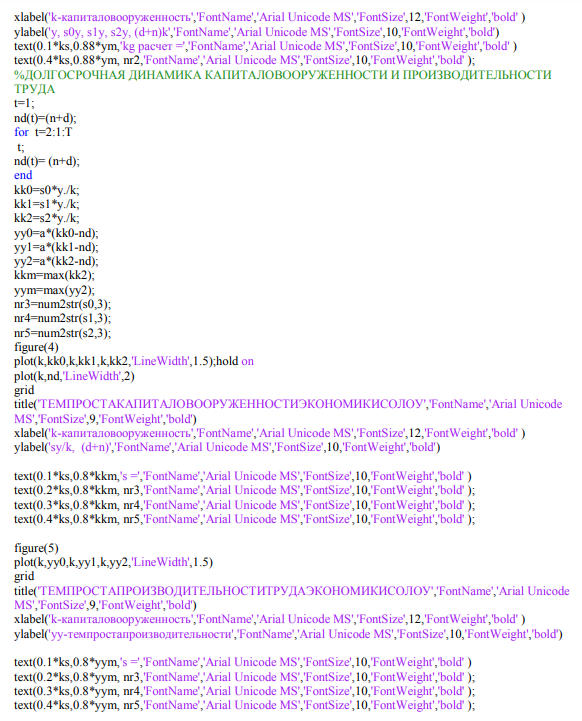 xlabel('k-капиталовооруженность','FontName','Arial Unicode MS','FontSize',12,'FontWeight','bold' )
ylabel('y, s0y, s1y, s2y, (d+n)k','FontName','Arial Unicode MS','FontSize',10,'FontWeight','bold')
text(0.1*ks,0.88*ym,'kg расчет =','FontName','Arial Unicode MS','FontSize',10,'FontWeight','bold' )
text(0.4*ks,0.88*ym, nr2,'FontName','Arial Unicode MS','FontSize',10,'FontWeight','bold' );
%ДОЛГОСРОЧНАЯ ДИНАМИКА КАПИТАЛОВООРУЖЕННОСТИ И ПРОИЗВОДИТЕЛЬНОСТИ
ТРУДА
t=1;
nd(t)=(n+d);
for t=2:1:T
t;
nd(t)= (n+d);
end
kk0=s0*y./k;
kk1=s1*y./k;
kk2=s2*y./k;
yy0=a*(kk0-nd);
yy1=a*(kk1-nd);
yy2=a*(kk2-nd);
kkm=max(kk2);
yym=max(yy2);
nr3=num2str(s0,3);
nr4=num2str(s1,3);
nr5=num2str(s2,3);
figure(4)
plot(k,kk0,k,kk1,k,kk2,'LineWidth',1.5);hold on
plot(k,nd,'LineWidth',2)
grid
title('ТЕМПРОСТАКАПИТАЛОВООРУЖЕННОСТИЭКОНОМИКИСОЛОУ','FontName','Arial Unicode
MS','FontSize',9,'FontWeight','bold')
xlabel('k-капиталовооруженность','FontName','Arial Unicode MS','FontSize',12,'FontWeight','bold' )
ylabel('sy/k, (d+n)','FontName','Arial Unicode MS','FontSize',10,'FontWeight','bold')
text(0.1*ks,0.8*kkm,'s =','FontName','Arial Unicode MS','FontSize',10,'FontWeight','bold' )
text(0.2*ks,0.8*kkm, nr3,'FontName','Arial Unicode MS','FontSize',10,'FontWeight','bold' );
text(0.3*ks,0.8*kkm, nr4,'FontName','Arial Unicode MS','FontSize',10,'FontWeight','bold' );
text(0.4*ks,0.8*kkm, nr5,'FontName','Arial Unicode MS','FontSize',10,'FontWeight','bold' );
figure(5)
plot(k,yy0,k,yy1,k,yy2,'LineWidth',1.5)
grid
title('ТЕМПРОСТАПРОИЗВОДИТЕЛЬНОСТИТРУДАЭКОНОМИКИСОЛОУ','FontName','Arial Unicode
MS','FontSize',9,'FontWeight','bold')
xlabel('k-капиталовооруженность','FontName','Arial Unicode MS','FontSize',12,'FontWeight','bold' )
ylabel('yy-темпростапроизводительности','FontName','Arial Unicode MS','FontSize',10,'FontWeight','bold')
text(0.1*ks,0.8*yym,'s =','FontName','Arial Unicode MS','FontSize',10,'FontWeight','bold' )
text(0.2*ks,0.8*yym, nr3,'FontName','Arial Unicode MS','FontSize',10,'FontWeight','bold' );
text(0.3*ks,0.8*yym, nr4,'FontName','Arial Unicode MS','FontSize',10,'FontWeight','bold' );
text(0.4*ks,0.8*yym, nr5,'FontName','Arial Unicode MS','FontSize',10,'FontWeight','bold' );